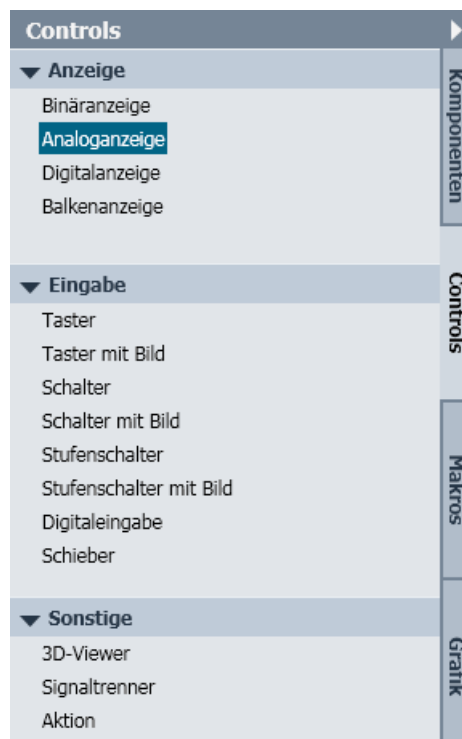 Controls
Anzeige
Binäranzeige
Analoganzeige
Digitalanzeige
Balkenanzeige
Eingabe
Taster
Taster mit Bild
Schalter
Schalter mit Bild
Stufenschalter
Stufenschalter mit Bild
Digitaleingabe
Schieber
Sonstige
3D-Viewer
Signaltrenner
Aktion
Komponenten
Controls
Makros
Grafik